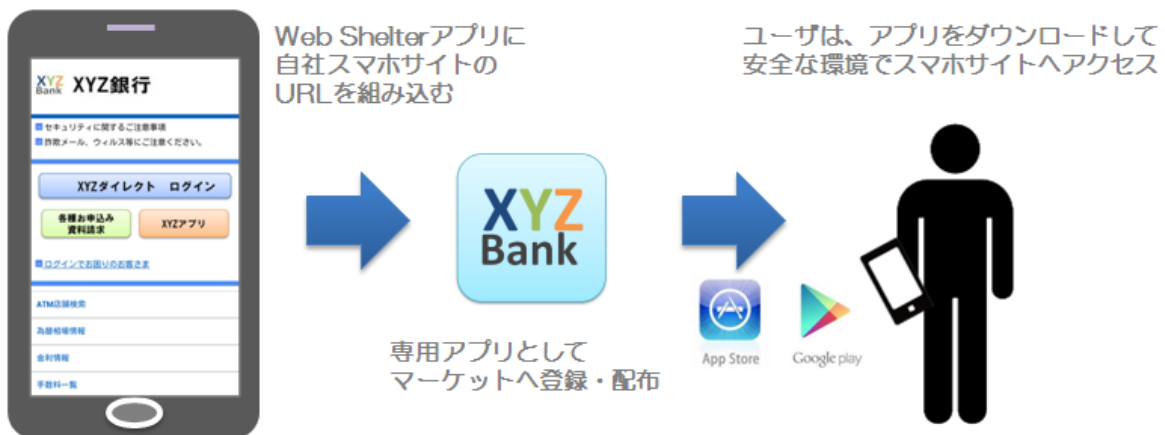 Web Shelterアプリに
自社スマホサイトの
URLを組み込む
ユーザは、アプリをダウンロードして
安全な環境でスマホサイトへアクセス
XYZ Bank XYZ銀行
セキュリティに関するご注意事項
詐欺メール、ウィルス等にご注意ください。
XYZダイレクト ログイン
各種お申込み
資料請求
XYZアプリ
ログインでお困りのお客さま
ATM店舗検索
為替相場情報
金利情報
手数料一覧
XYZ
Bank
専用アプリとして
マーケットへ登録・配布
App Store
Google play